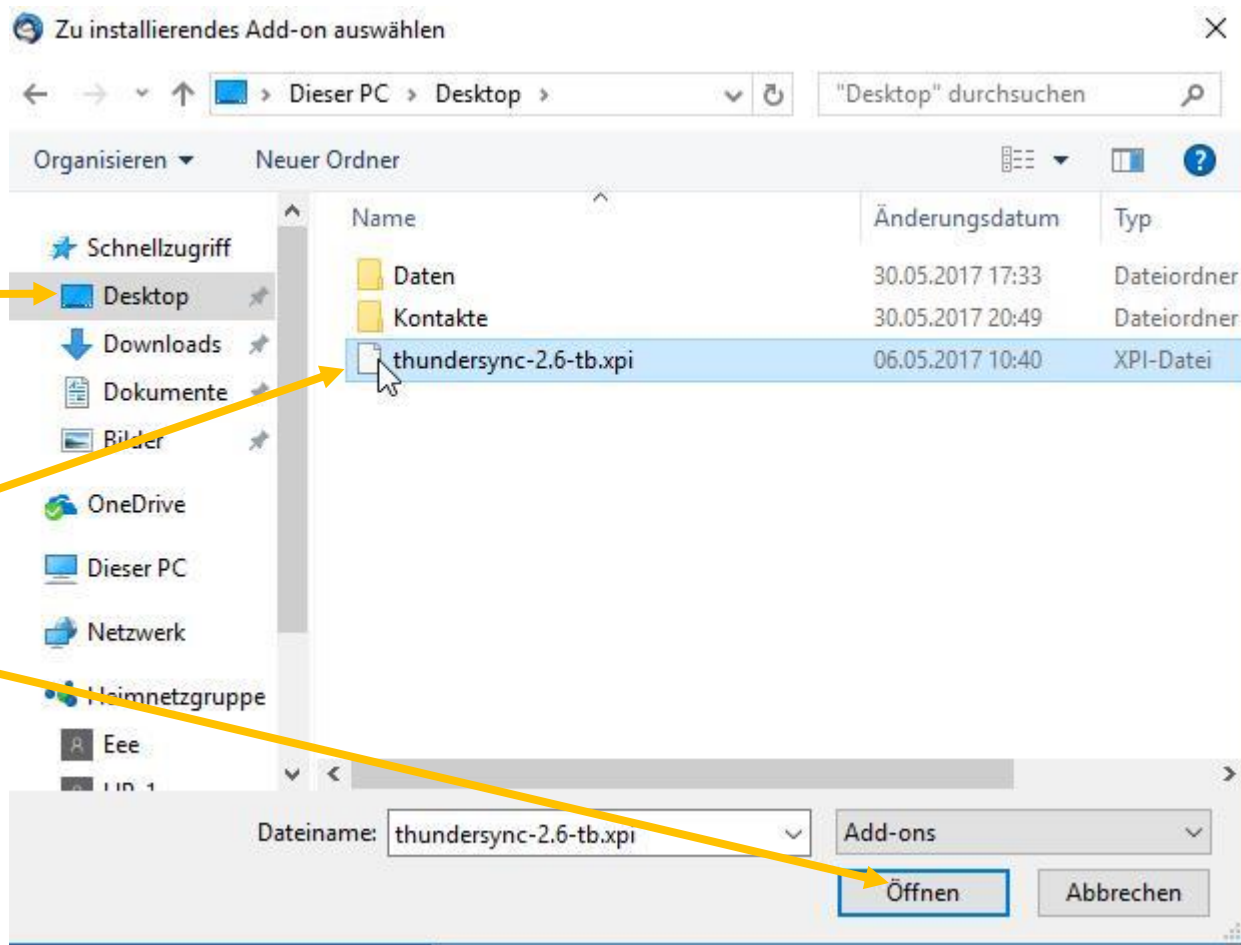 Zu installierendes Add-on auswählen
Dieser PC > Desktop >
"Desktop" durchsuchen
Organisieren
Neuer Ordner
Name Änderungsdatum Typ
Schnellzugriff
Desktop
Downloads
Dokumente
Bilder
OneDrive
Dieser PC
Netzwerk
Heimnetzgruppe
Eee
Daten 30.05.2017 17:33 Dateiordner
Kontakte 30.05.2017 20:49 Dateiordner
thundersync-2.6-tb.xpi 06.05.2017 10:40 XPI-Datei
Dateiname: thundersync-2.6-tb.xpi Add-ons
Öffnen Abbrechen